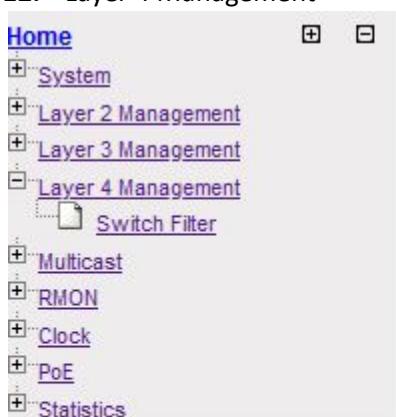 Home
System
Layer 2 Management
Layer 3 Management
Layer 4 Management
Switch Filter
Multicast
RMON
Clock
PoE
Statistics